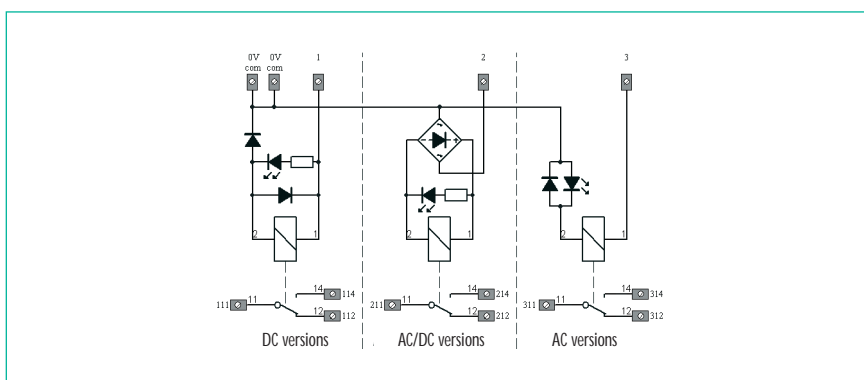 0V 0V 1 2 3
com com
2 1 2 1 2 1
14 114 14 214 14 314
111 11 211 11 311 11
12 112 12 212 12 312
DC versions AC/DC versions AC versions